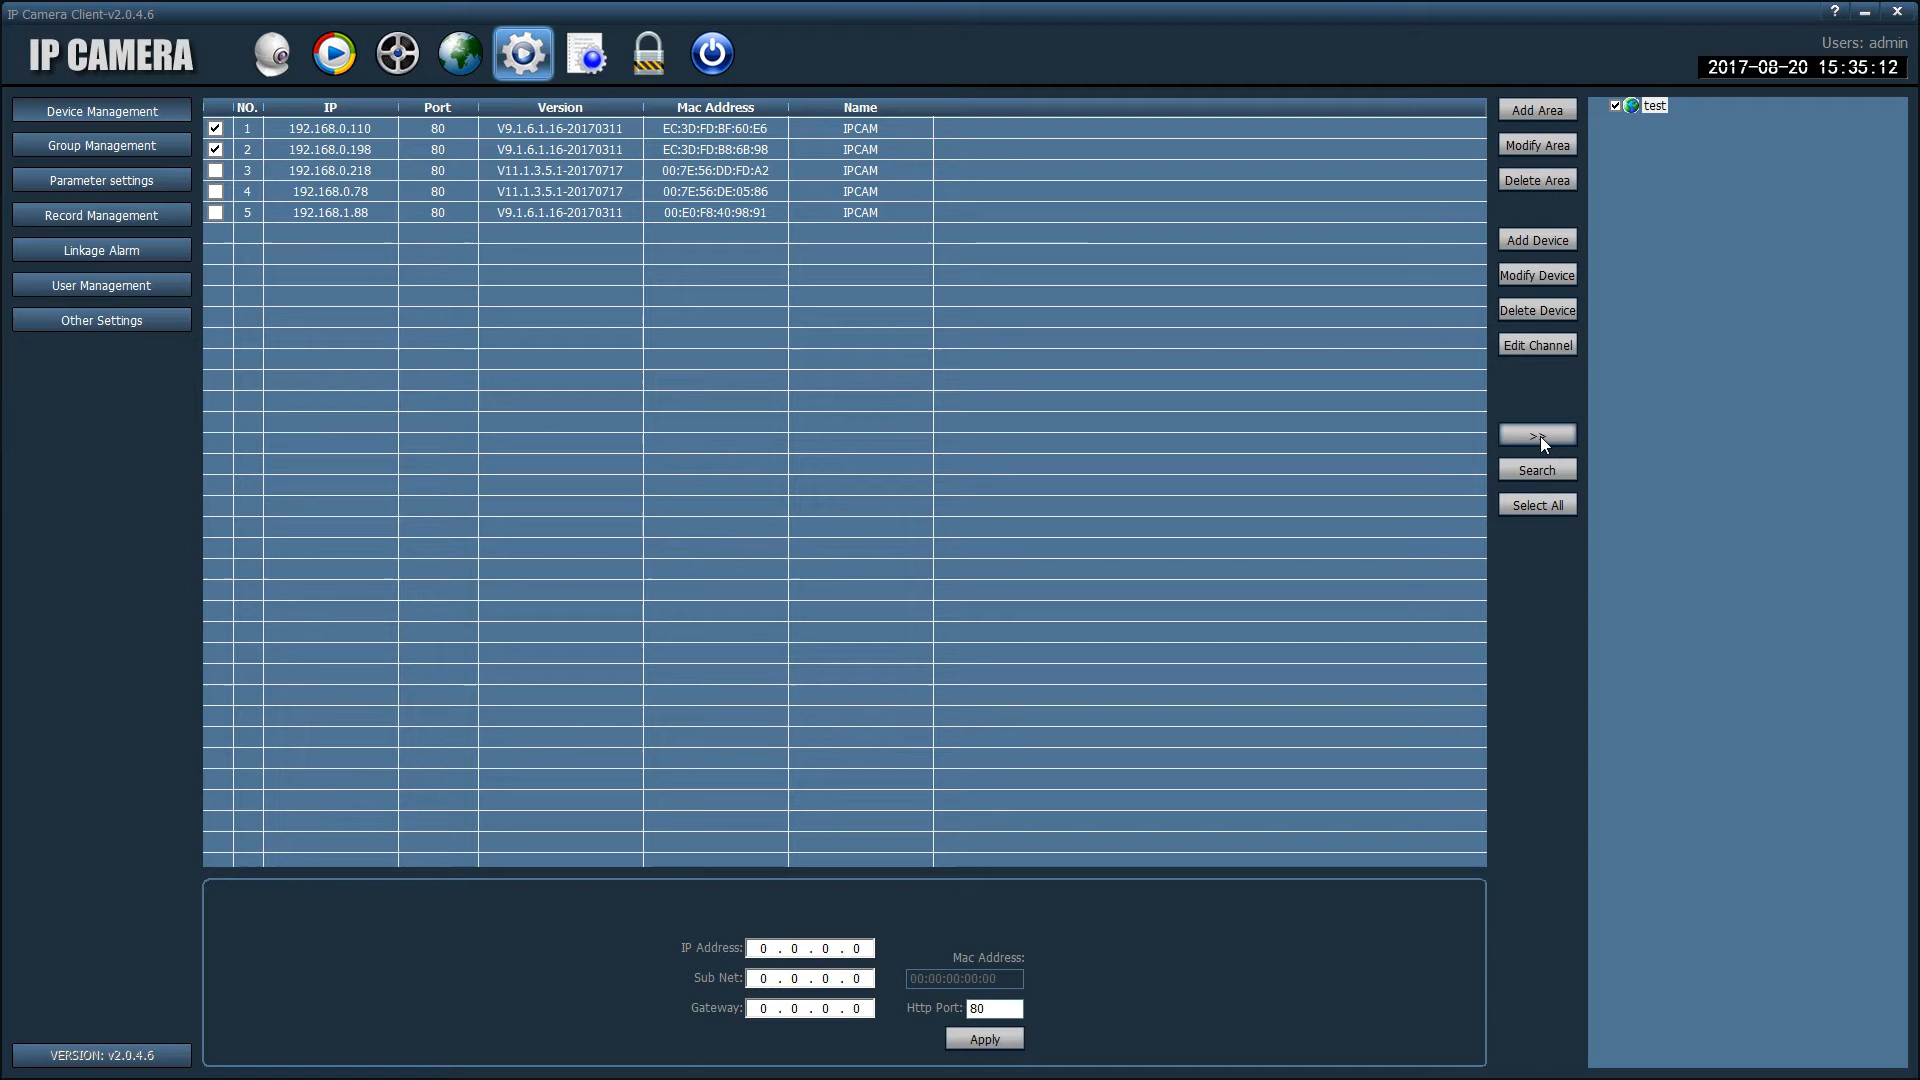 IP Camera Client-v2.0.4.6
?
IP CAMERA
Users: admin
2017-08-20 15:35:12
Device Management
Group Management
Parameter settings
Record Management
Linkage Alarm
User Management
Other Settings
VERSION: v2.0.4.6
NO. IP Port Version Mac Address Name
1 192.168.0.110 80 V9.1.6.1.16-20170311 EC:3D:FD:BF:60:E6 IPCAM
2 192.168.0.198 80 V9.1.6.1.16-20170311 EC:3D:FD:B8:6B:98 IPCAM
3 192.168.0.218 80 V11.1.3.5.1-20170717 00:7E:56:DD:FD:A2 IPCAM
4 192.168.0.78 80 V11.1.3.5.1-20170717 00:7E:56:DE:05:86 IPCAM
5 192.168.1.88 80 V9.1.6.1.16-20170311 00:E0:F8:40:98:91 IPCAM
Add Area
Modify Area
Delete Area
Add Device
Modify Device
Delete Device
Edit Channel
>>
Search
Select All
test
IP Address: 0 . 0 . 0 . 0
Sub Net: 0 . 0 . 0 . 0
Gateway: 0 . 0 . 0 . 0
Mac Address:
00:00:00:00:00
Http Port: 80
Apply